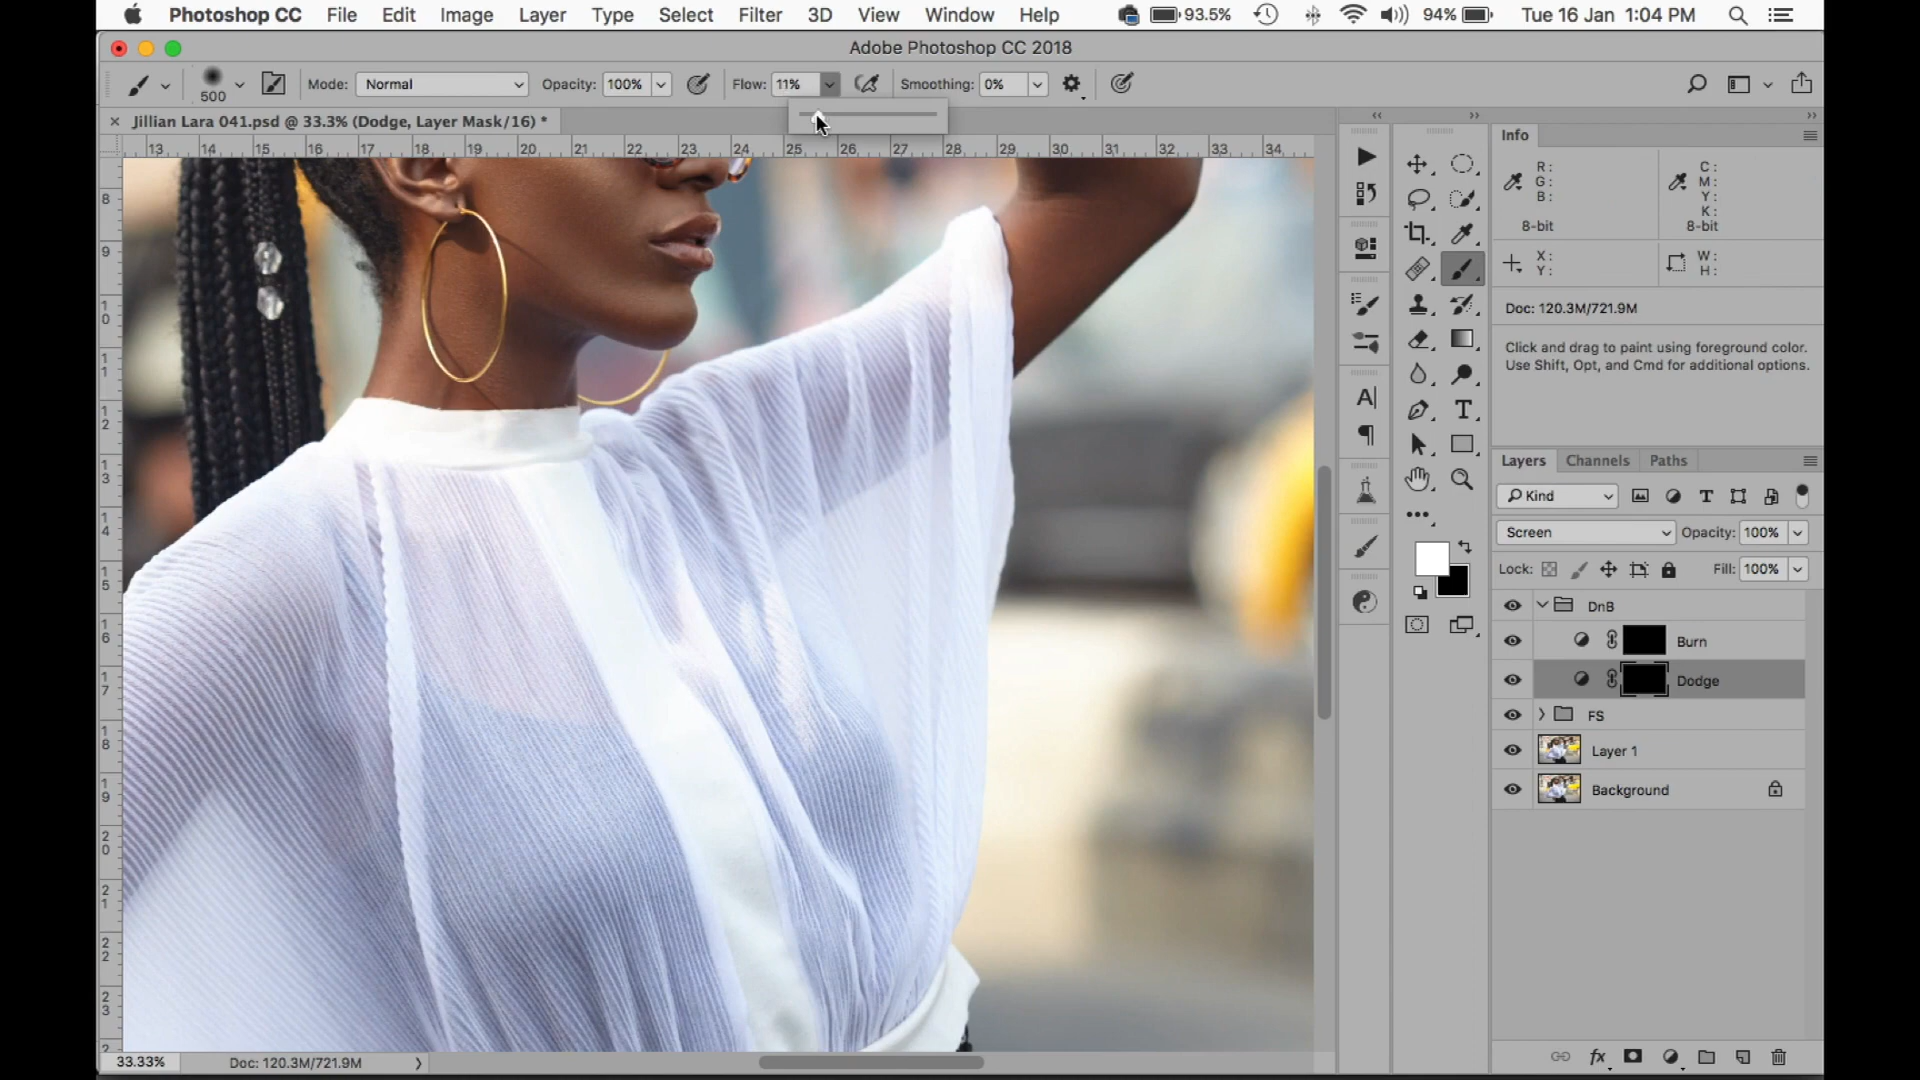 Photoshop CC File Edit Image Layer Type Select Filter 3D View Window Help 93.5% 94% Tue 16 Jan 1:04 PM
Adobe Photoshop CC 2018
500 Mode: Normal Opacity: 100% Flow: 11% Smoothing: 0%
Jillian Lara 041.psd @ 33.3% (Dodge, Layer Mask/16) *
13 14 15 16 17 18 19 20 21 22 23 24 25 26 27 28 29 30 31 32 33 34
8
9
10
11
12
13
14
15
16
17
18
19
20
21
22
23
2
A
T
Info
R: C:
G: M:
B: Y:
K:
8-bit 8-bit
X: W:
Y: H:
Doc: 120.3M/721.9M
Click and drag to paint using foreground color.
Use Shift, Opt, and Cmd for additional options.
Layers Channels Paths
Kind T
Screen Opacity: 100%
Lock: Fill: 100%
DnB
Burn
Dodge
FS
Layer 1
Background
fx
33.33% Doc: 120.3M/721.9M